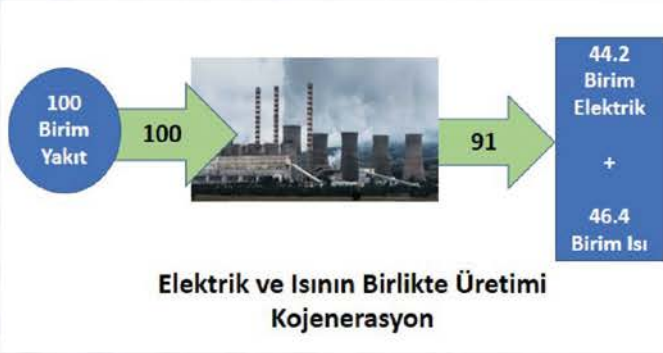 100
Birim
Yakıt
100
91
44.2
Birim
Elektrik
+
46.4
Birim Isı
Elektrik ve Isının Birlikte Üretimi
Kojenerasyon